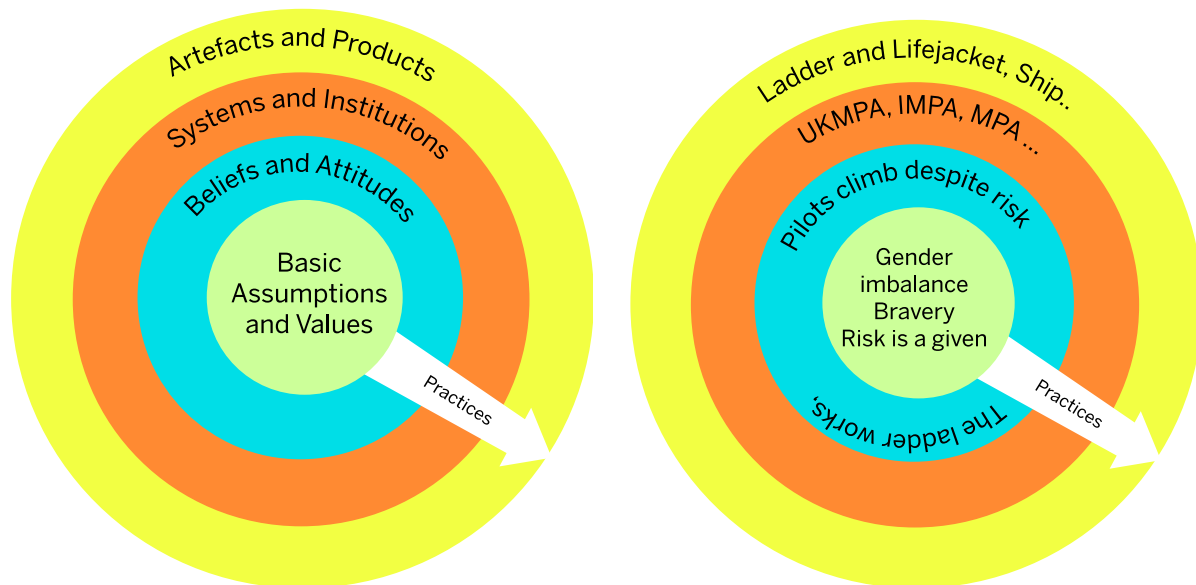 Artefacts and Products
Systems and Institutions
Beliefs and Attitudes
Basic
Assumptions
and Values
Practices
Ladder and Lifejacket, Ship..
UKMPA, IMPA, MPA ...
Pilots climb despite risk
Gender
imbalance
Bravery
Risk is a given
Practices
The ladder works,